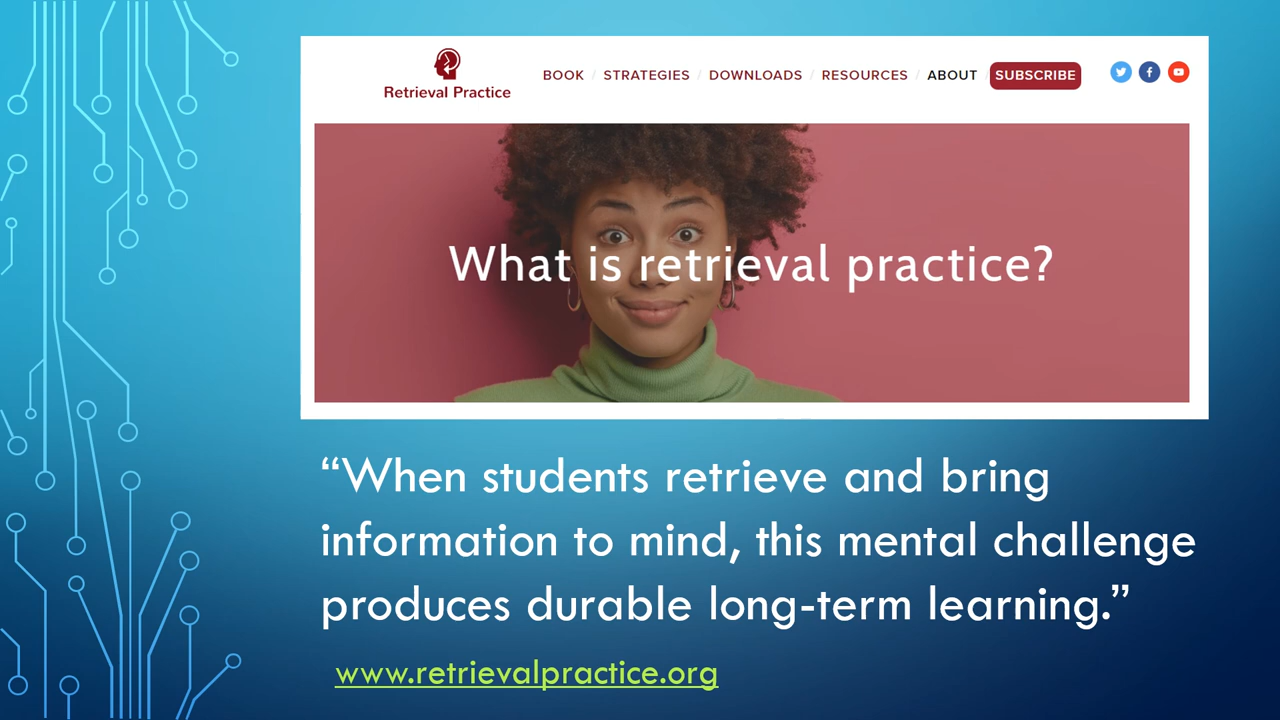 Retrieval Practice
BOOK / STRATEGIES / DOWNLOADS / RESOURCES / ABOUT / SUBSCRIBE
What is retrieval practice?
“When students retrieve and bring
information to mind, this mental challenge
produces durable long-term learning.”
www.retrievalpractice.org